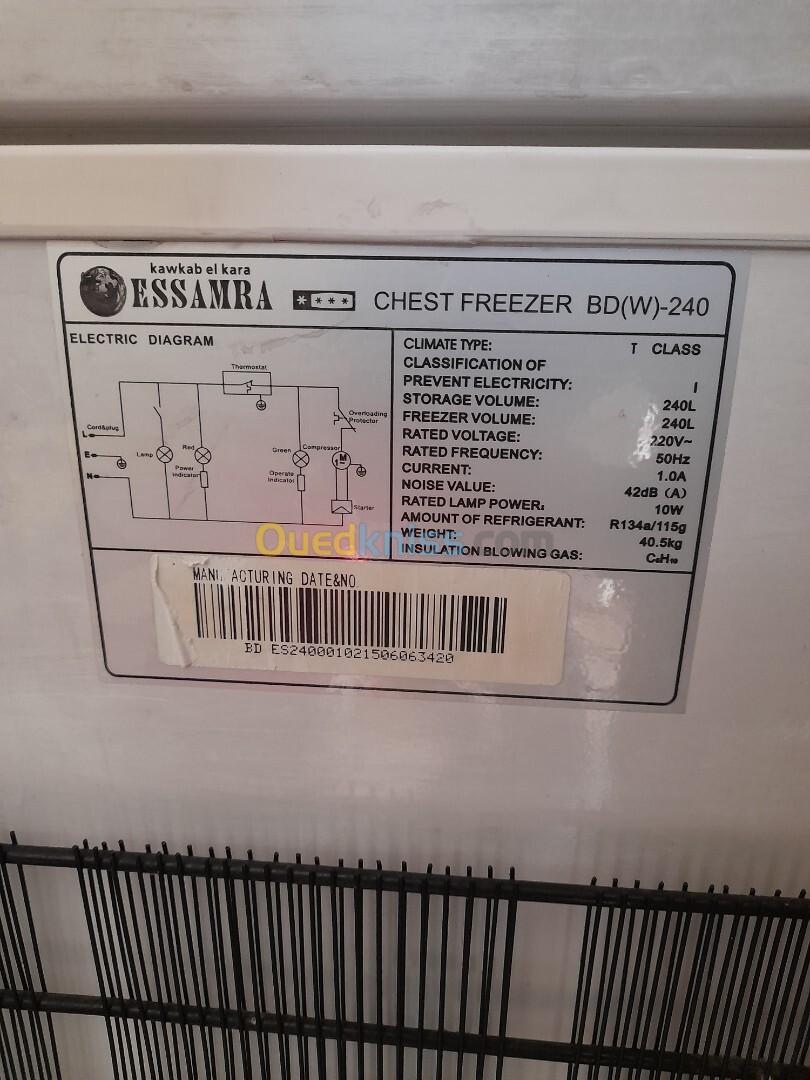 kawkab el kara
ESSAMRA
**** CHEST FREEZER BD(W)-240
ELECTRIC DIAGRAM
Thermostat
Overloading
Protector
Cord&plug
L
E
N
Lamp
Red
Power
indicator
Green
Operate
indicator
Compressor
M
1~
Starter
CLIMATE TYPE: T CLASS
CLASSIFICATION OF
PREVENT ELECTRICITY: I
STORAGE VOLUME: 240L
FREEZER VOLUME: 240L
RATED VOLTAGE: 220V~
RATED FREQUENCY: 50Hz
CURRENT: 1.0A
NOISE VALUE: 42dB (A)
RATED LAMP POWER: 10W
AMOUNT OF REFRIGERANT: R134a/115g
WEIGHT: 40.5kg
INSULATION BLOWING GAS: C₅H₁₀
Ouedkniss.com
MANUFACTURING DATE&NO.
BD ES240001021506063420